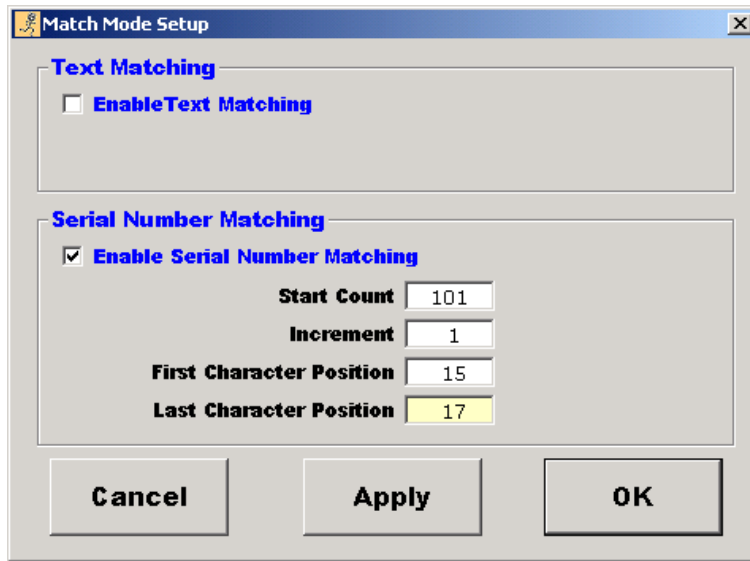 Match Mode Setup
Text Matching
EnableText Matching
Serial Number Matching
Enable Serial Number Matching
Start Count 101
Increment 1
First Character Position 15
Last Character Position 17
Cancel Apply OK